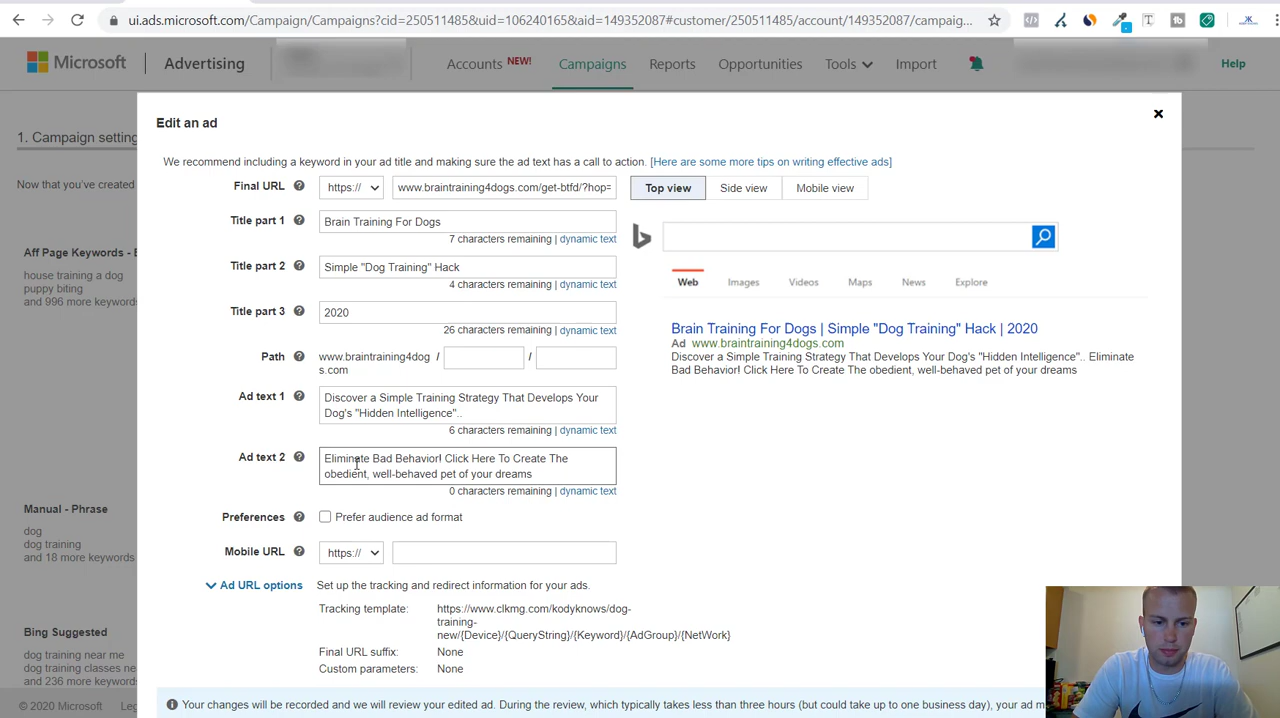 ui.ads.microsoft.com/Campaign/Campaigns?cid=250511485&uid=106240165&aid=149352087#customer/250511485/account/149352087/campaig...
Microsoft
Advertising
Accounts NEW!
Campaigns
Reports
Opportunities
Tools
Import
Help
1. Campaign setting
Now that you've created
Aff Page Keywords - E
house training a dog
puppy biting
and 996 more keywords
Manual - Phrase
dog
dog training
and 18 more keywords
Bing Suggested
dog training near me
dog training classes ne
and 236 more keywords
© 2020 Microsoft Leg
Edit an ad
We recommend including a keyword in your ad title and making sure the ad text has a call to action. [Here are some more tips on writing effective ads]
Final URL https:// www.braintraining4dogs.com/get-btfd/?hop=
Title part 1 Brain Training For Dogs
7 characters remaining | dynamic text
Title part 2 Simple "Dog Training" Hack
4 characters remaining | dynamic text
Title part 3 2020
26 characters remaining | dynamic text
Path www.braintraining4dog / /
s.com
Ad text 1 Discover a Simple Training Strategy That Develops Your
Dog's "Hidden Intelligence"..
6 characters remaining | dynamic text
Ad text 2 Eliminate Bad Behavior! Click Here To Create The
obedient, well-behaved pet of your dreams
0 characters remaining | dynamic text
Preferences Prefer audience ad format
Mobile URL https://
Ad URL options Set up the tracking and redirect information for your ads.
Tracking template: https://www.clkmg.com/kodyknows/dog-
training-
new/{Device}/{QueryString}/{Keyword}/{AdGroup}/{NetWork}
Final URL suffix: None
Custom parameters: None
Your changes will be recorded and we will review your edited ad. During the review, which typically takes less than three hours (but could take up to one business day), your ad m
Top view Side view Mobile view
Web Images Videos Maps News Explore
Brain Training For Dogs | Simple "Dog Training" Hack | 2020
Ad www.braintraining4dogs.com
Discover a Simple Training Strategy That Develops Your Dog's "Hidden Intelligence".. Eliminate
Bad Behavior! Click Here To Create The obedient, well-behaved pet of your dreams